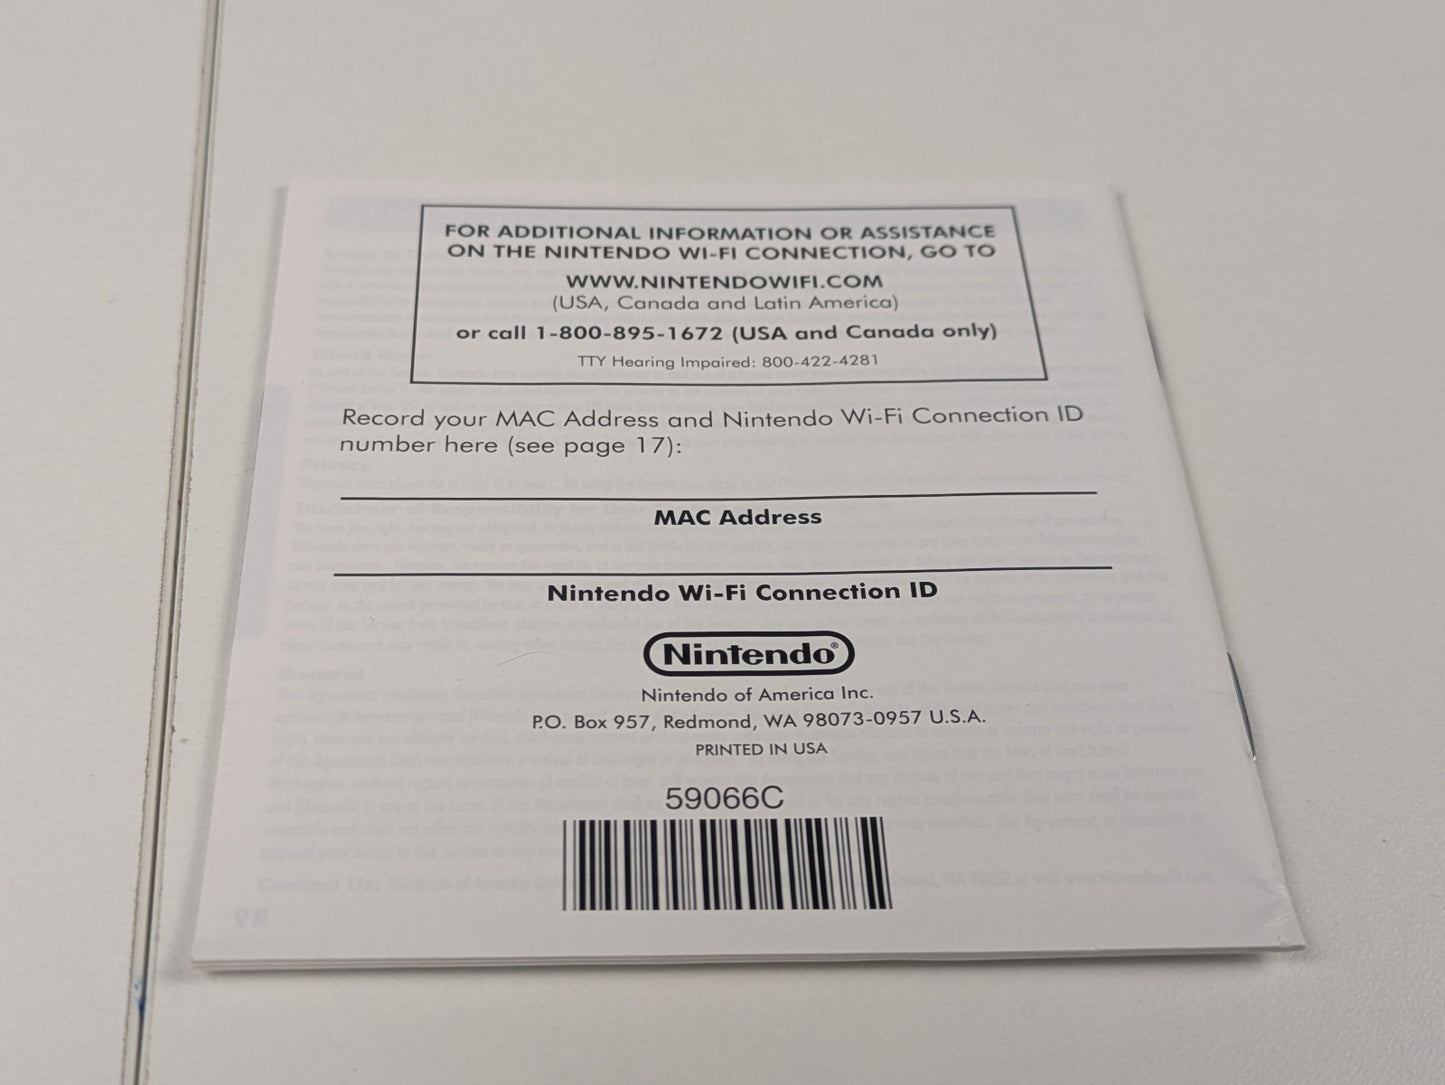 FOR ADDITIONAL INFORMATION OR ASSISTANCE
ON THE NINTENDO WI-FI CONNECTION, GO TO
WWW.NINTENDOWIFI.COM
(USA, Canada and Latin America)
or call 1-800-895-1672 (USA and Canada only)
TTY Hearing Impaired: 800-422-4281
Record your MAC Address and Nintendo Wi-Fi Connection ID
number here (see page 17):
MAC Address
Nintendo Wi-Fi Connection ID
Nintendo®
Nintendo of America Inc.
P.O. Box 957, Redmond, WA 98073-0957 U.S.A.
PRINTED IN USA
59066C